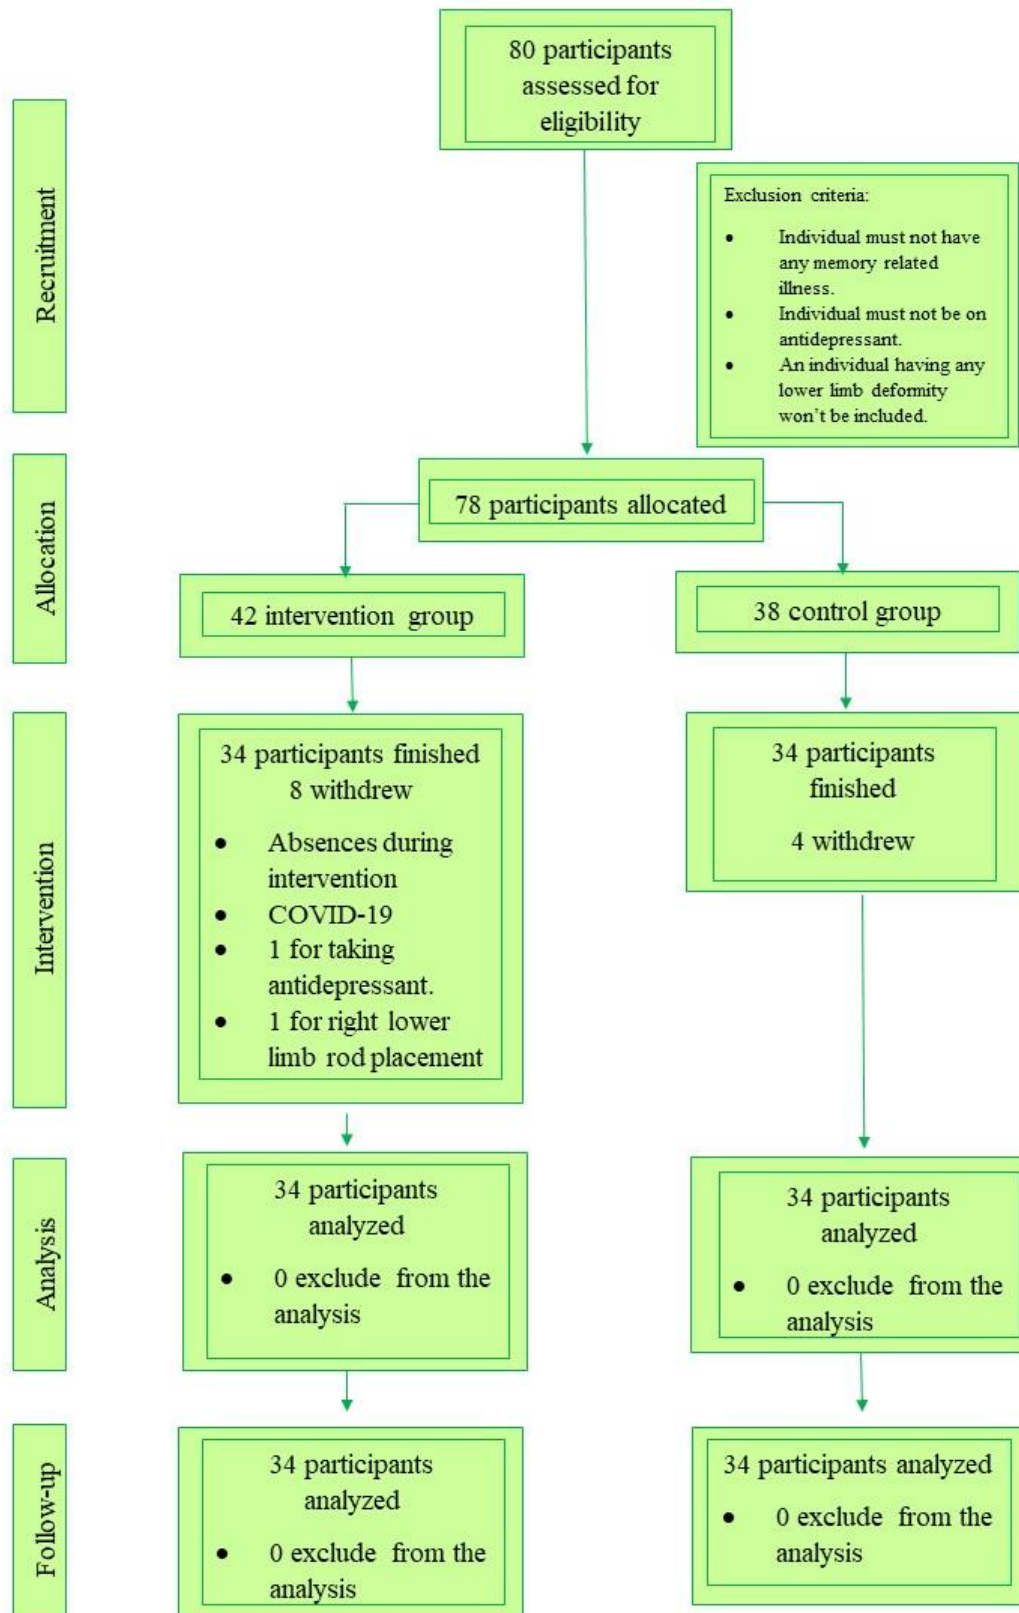 80 participants
assessed for
eligibility
Recruitment
Exclusion criteria:
• Individual must not have
any memory related
illness.
• Individual must not be on
antidepressant.
• An individual having any
lower limb deformity
won't be included.
Allocation
78 participants allocated
42 intervention group
38 control group
Intervention
34 participants finished
8 withdrew
• Absences during
intervention
• COVID-19
• 1 for taking
antidepressant.
• 1 for right lower
limb rod placement
34 participants
finished
4 withdrew
Analysis
34 participants
analyzed
• 0 exclude from the
analysis
34 participants
analyzed
• 0 exclude from the
analysis
Follow-up
34 participants
analyzed
• 0 exclude from the
analysis
34 participants analyzed
• 0 exclude from the
analysis